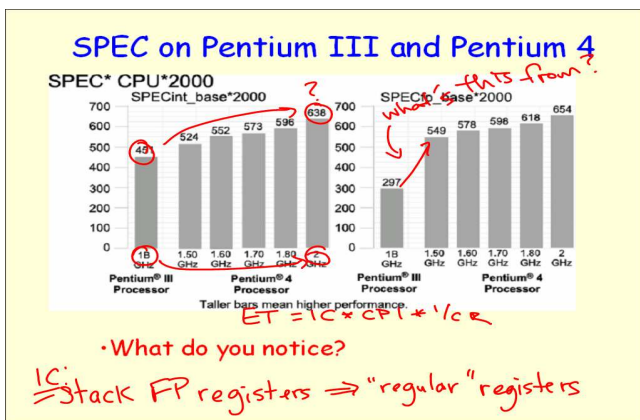 SPEC on Pentium III and Pentium 4
SPEC* CPU*2000
SPECint_base*2000
?
700
600
500
400
300
200
100
0
451
524
552
573
596
638
1B GHz
1.50 GHz
1.60 GHz
1.70 GHz
1.80 GHz
2 GHz
Pentium® III Processor
Pentium® 4 Processor
SPECfp_base*2000
what's this from?
700
600
500
400
300
200
100
0
297
549
578
598
618
654
1B GHz
1.50 GHz
1.60 GHz
1.70 GHz
1.80 GHz
2 GHz
Pentium® III Processor
Pentium® 4 Processor
Taller bars mean higher performance.
ET = IC * CPI * 1/CR
•What do you notice?
IC:
Stack FP registers ⇒ "regular" registers